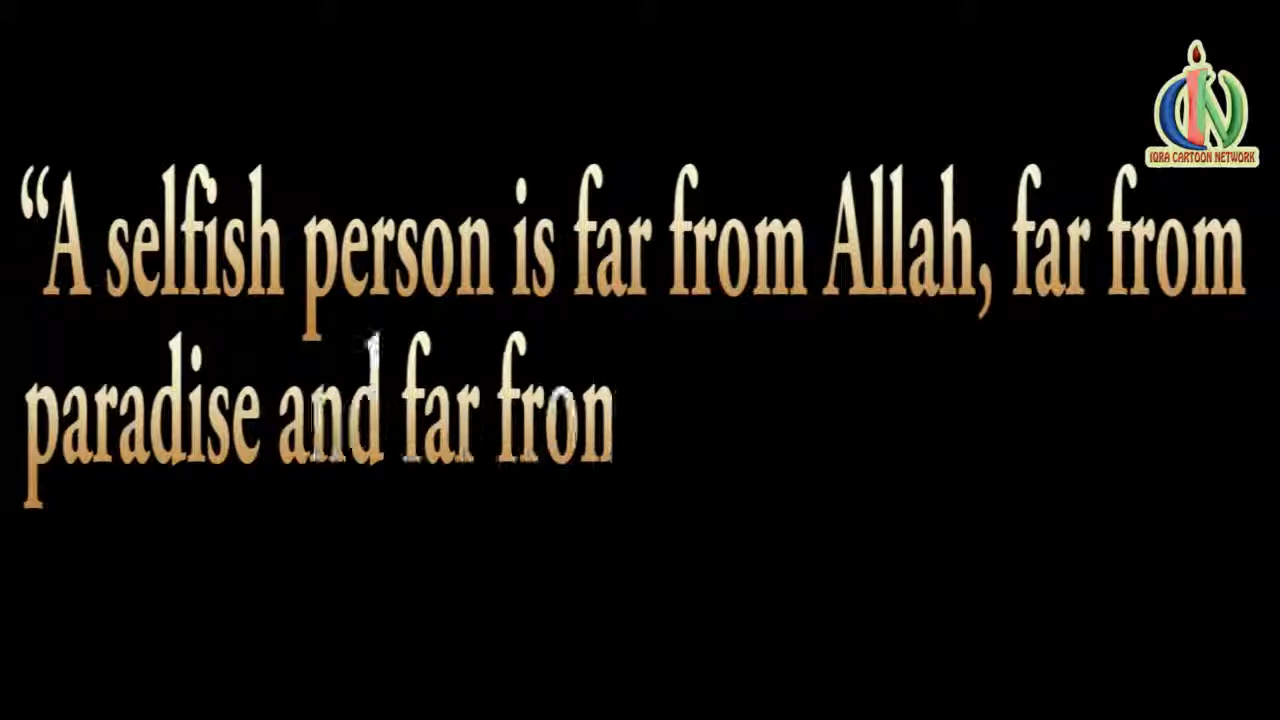 IQRA CARTOON NETWORK
“A selfish person is far from Allah, far from
paradise and far fron